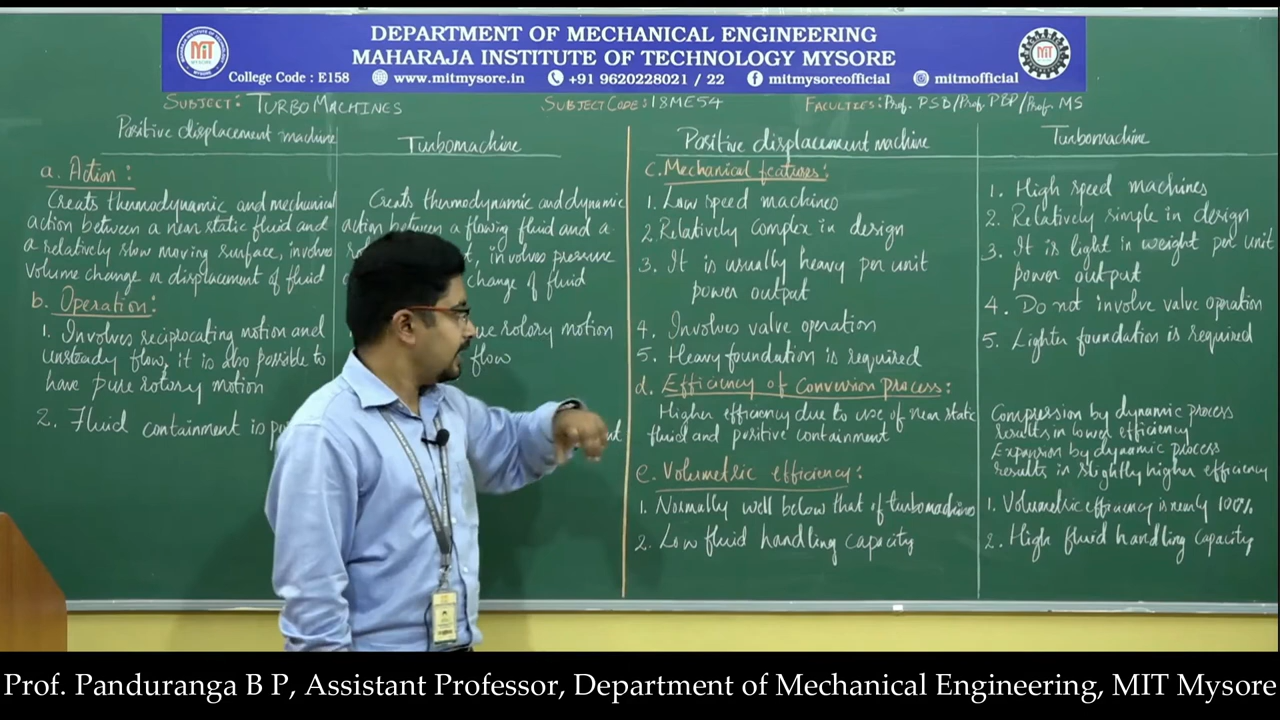 DEPARTMENT OF MECHANICAL ENGINEERING
MAHARAJA INSTITUTE OF TECHNOLOGY MYSORE
College Code : E158 www.mitmysore.in +91 9620228021 / 22 mitmysoreofficial mitmofficial
MIT
MYSORE
MIT
SUBJECT: TURBOMACHINES SUBJECT CODE: 18ME54 FACULTIES: Prof. PSB/Prof. PBP/Prof. MS
Positive displacement machine
a. Action:
Creats thermodynamic and mechanical
action between a near static fluid and
a relatively slow moving surface, involves
volume change or displacement of fluid
b. Operation:
1. Involves reciprocating motion and
unsteady flow, it is also possible to
have pure rotory motion
2. Fluid containment is
Turbomachine
Creats thermodynamic and dynamic
action between a flowing fluid and a
involves pressure
change of fluid
rotory motion
flow
Positive displacement machine
c. Mechanical features:
1. Low speed machines
2. Relatively complex in design
3. It is usually heavy per unit
power output
4. Involves valve operation
5. Heavy foundation is required
d. Efficiency of Conversion process:
Higher efficiency due to use of near static
fluid and positive containment
e. Volumetric efficiency:
1. Normally well below that of turbomachines
2. Low fluid handling capacity
Turbomachine
1. High speed machines
2. Relatively simple in design
3. It is light in weight per unit
power output
4. Do not involve valve opration
5. Lighter foundation is required
Compression by dynamic process
results in lower efficiency
Expansion by dynamic process
results in slightly higher efficiency
1. Volumetric efficiency is nearly 100%
2. High fluid handling capacity
Prof. Panduranga B P, Assistant Professor, Department of Mechanical Engineering, MIT Mysore